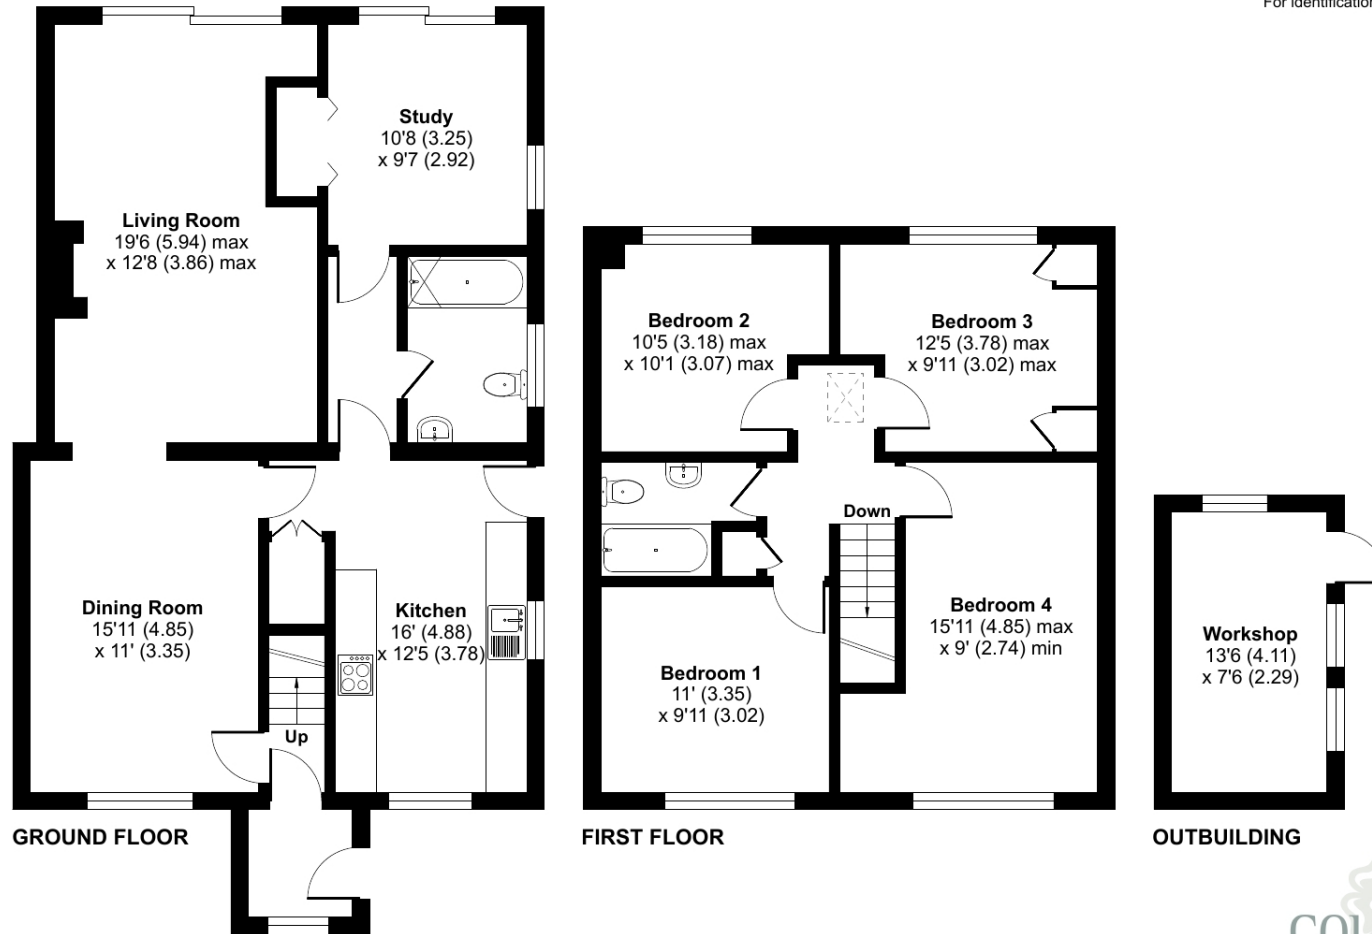 For identification
Study
10'8 (3.25)
x 9'7 (2.92)
Living Room
19'6 (5.94) max
x 12'8 (3.86) max
Dining Room
15'11 (4.85)
x 11' (3.35)
Kitchen
16' (4.88)
x 12'5 (3.78)
Up
GROUND FLOOR
Bedroom 2
10'5 (3.18) max
x 10'1 (3.07) max
Bedroom 3
12'5 (3.78) max
x 9'11 (3.02) max
Down
Bedroom 1
11' (3.35)
x 9'11 (3.02)
Bedroom 4
15'11 (4.85) max
x 9' (2.74) min
FIRST FLOOR
Workshop
13'6 (4.11)
x 7'6 (2.29)
OUTBUILDING